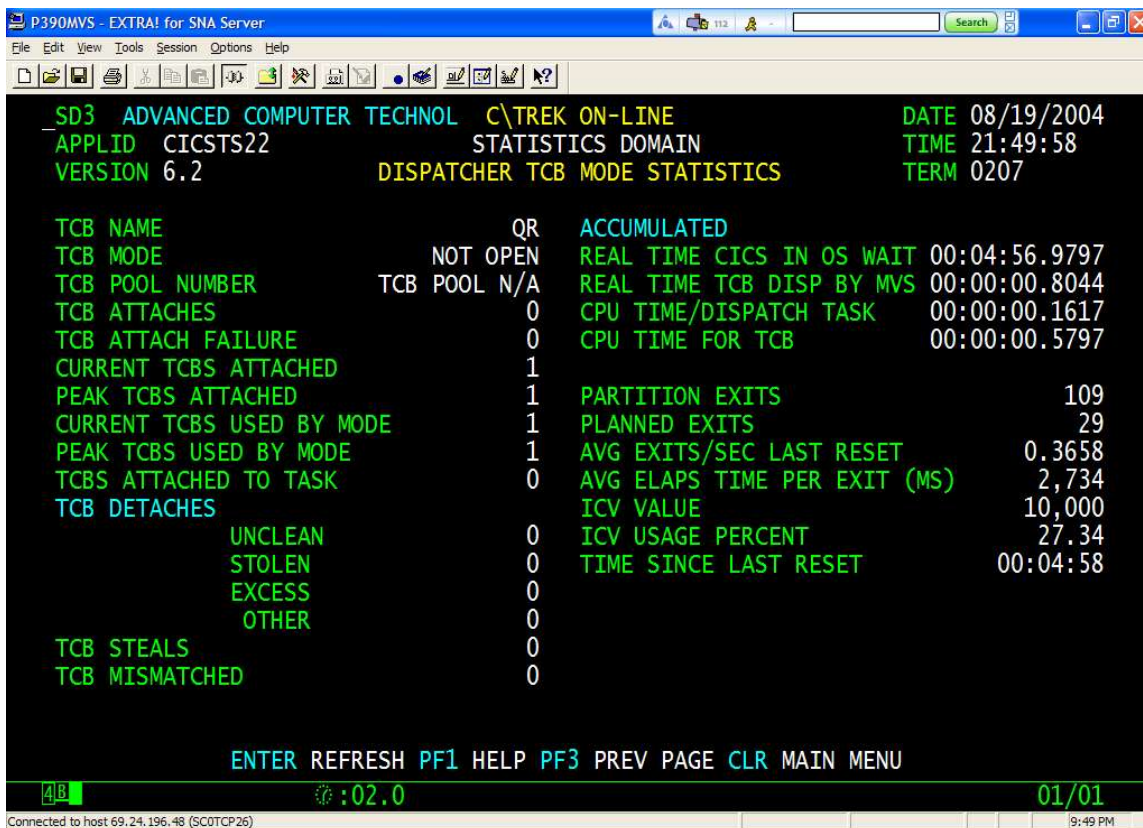 P390MVS - EXTRA! for SNA Server
112
Search
File Edit View Tools Session Options Help
_SD3 ADVANCED COMPUTER TECHNOL C\TREK ON-LINE DATE 08/19/2004
APPLID CICSTS22 STATISTICS DOMAIN TIME 21:49:58
VERSION 6.2 DISPATCHER TCB MODE STATISTICS TERM 0207
TCB NAME QR ACCUMULATED
TCB MODE NOT OPEN REAL TIME CICS IN OS WAIT 00:04:56.9797
TCB POOL NUMBER TCB POOL N/A REAL TIME TCB DISP BY MVS 00:00:00.8044
TCB ATTACHES 0 CPU TIME/DISPATCH TASK 00:00:00.1617
TCB ATTACH FAILURE 0 CPU TIME FOR TCB 00:00:00.5797
CURRENT TCBS ATTACHED 1
PEAK TCBS ATTACHED 1 PARTITION EXITS 109
CURRENT TCBS USED BY MODE 1 PLANNED EXITS 29
PEAK TCBS USED BY MODE 1 AVG EXITS/SEC LAST RESET 0.3658
TCBS ATTACHED TO TASK 0 AVG ELAPS TIME PER EXIT (MS) 2,734
TCB DETACHES ICV VALUE 10,000
UNCLEAN 0 ICV USAGE PERCENT 27.34
STOLEN 0 TIME SINCE LAST RESET 00:04:58
EXCESS 0
OTHER 0
TCB STEALS 0
TCB MISMATCHED 0
ENTER REFRESH PF1 HELP PF3 PREV PAGE CLR MAIN MENU
4B :02.0 01/01
Connected to host 69.24.196.48 (SC0TCP26) 9:49 PM